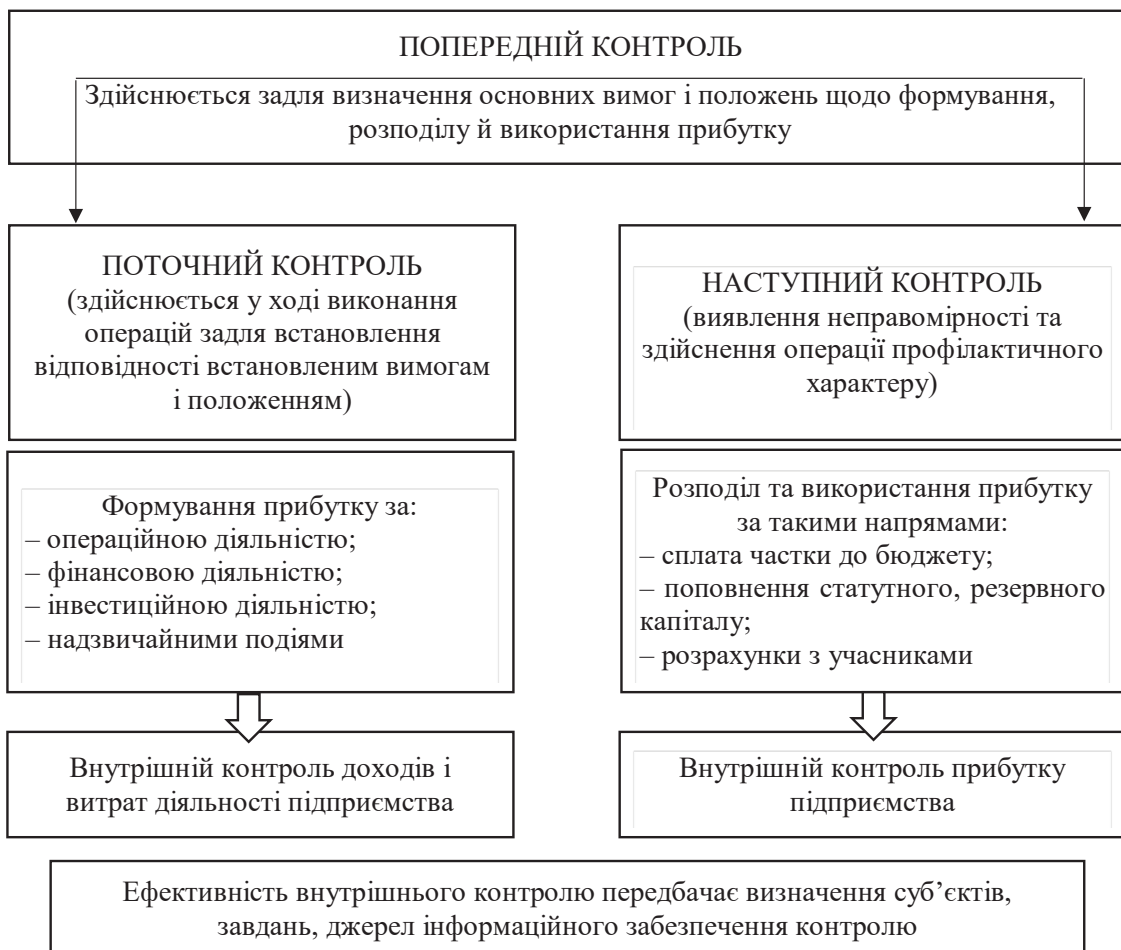 ПОПЕРЕДНІЙ КОНТРОЛЬ
Здійснюється задля визначення основних вимог і положень щодо формування,
розподілу й використання прибутку
ПОТОЧНИЙ КОНТРОЛЬ
(здійснюється у ході виконання
операцій задля встановлення
відповідності встановленим вимогам
і положенням)
НАСТУПНИЙ КОНТРОЛЬ
(виявлення неправомірності та
здійснення операції профілактичного
характеру)
Формування прибутку за:
– операційною діяльністю;
– фінансовою діяльністю;
– інвестиційною діяльністю;
– надзвичайними подіями
Розподіл та використання прибутку
за такими напрямами:
– сплата частки до бюджету;
– поповнення статутного, резервного
капіталу;
– розрахунки з учасниками
Внутрішній контроль доходів і
витрат діяльності підприємства
Внутрішній контроль прибутку
підприємства
Ефективність внутрішнього контролю передбачає визначення суб’єктів,
завдань, джерел інформаційного забезпечення контролю